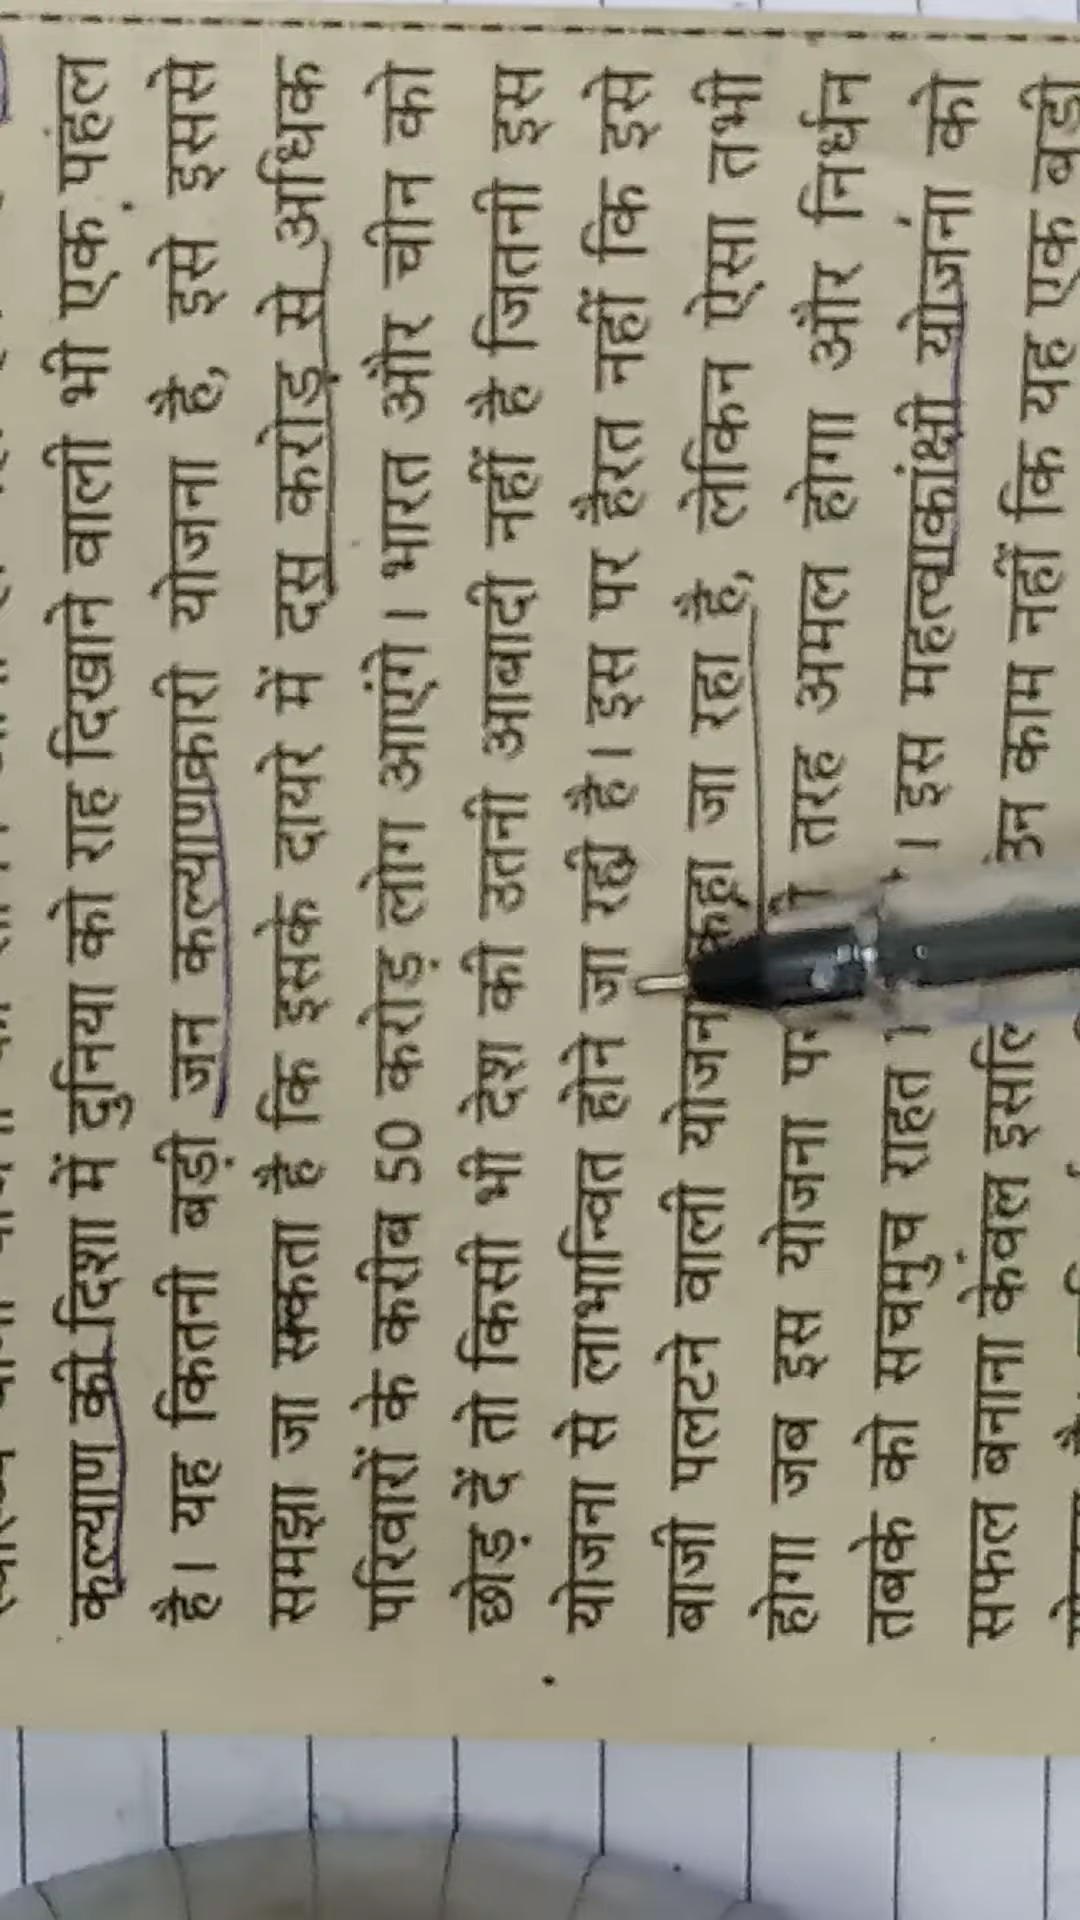 कल्याण की दिशा में दुनिया को राह दिखाने वाली भी एक पहल
है। यह कितनी बड़ी जन कल्याणकारी योजना है, इसे इससे
समझा जा सकता है कि इसके दायरे में दस करोड़ से अधिक
परिवारों के करीब 50 करोड़ लोग आएंगे। भारत और चीन को
छोड़ दें तो किसी भी देश की उतनी आबादी नहीं है जितनी इस
योजना से लाभान्वित होने जा रही है। इस पर हैरत नहीं कि इसे
बाजी पलटने वाली योजना कहा जा रहा है, लेकिन ऐसा तभी
होगा जब इस योजना पर तरह अमल होगा और निर्धन
तबके को सचमुच राहत । इस महत्वाकांक्षी योजना को
सफल बनाना केवल काम नहीं कि यह एक बड़ी